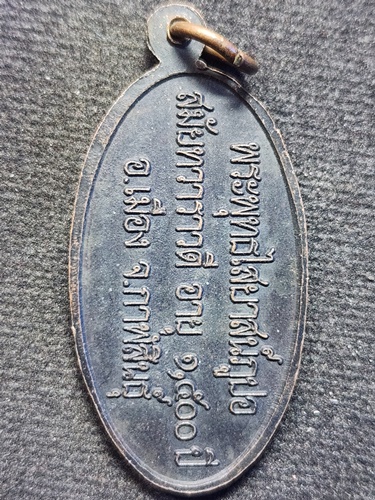 พระพุทธไสยาสน์ภูปอ
สมัยทวาราวดี อายุ ๑,๕๐๐ ปี
อ.เมือง จ.กาฬสินธุ์